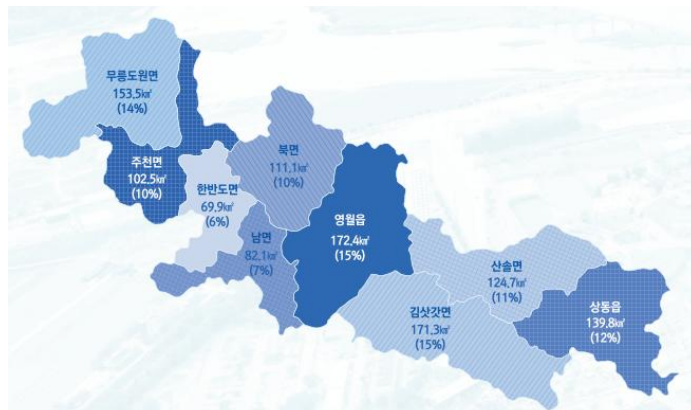 무릉도원면
153.5㎢
(14%)
주천면
102.5㎢
(10%)
한반도면
69.9㎢
(6%)
북면
111.1㎢
(10%)
남면
82.1㎢
(7%)
영월읍
172.4㎢
(15%)
김삿갓면
171.3㎢
(15%)
산솔면
124.7㎢
(11%)
상동읍
139.8㎢
(12%)